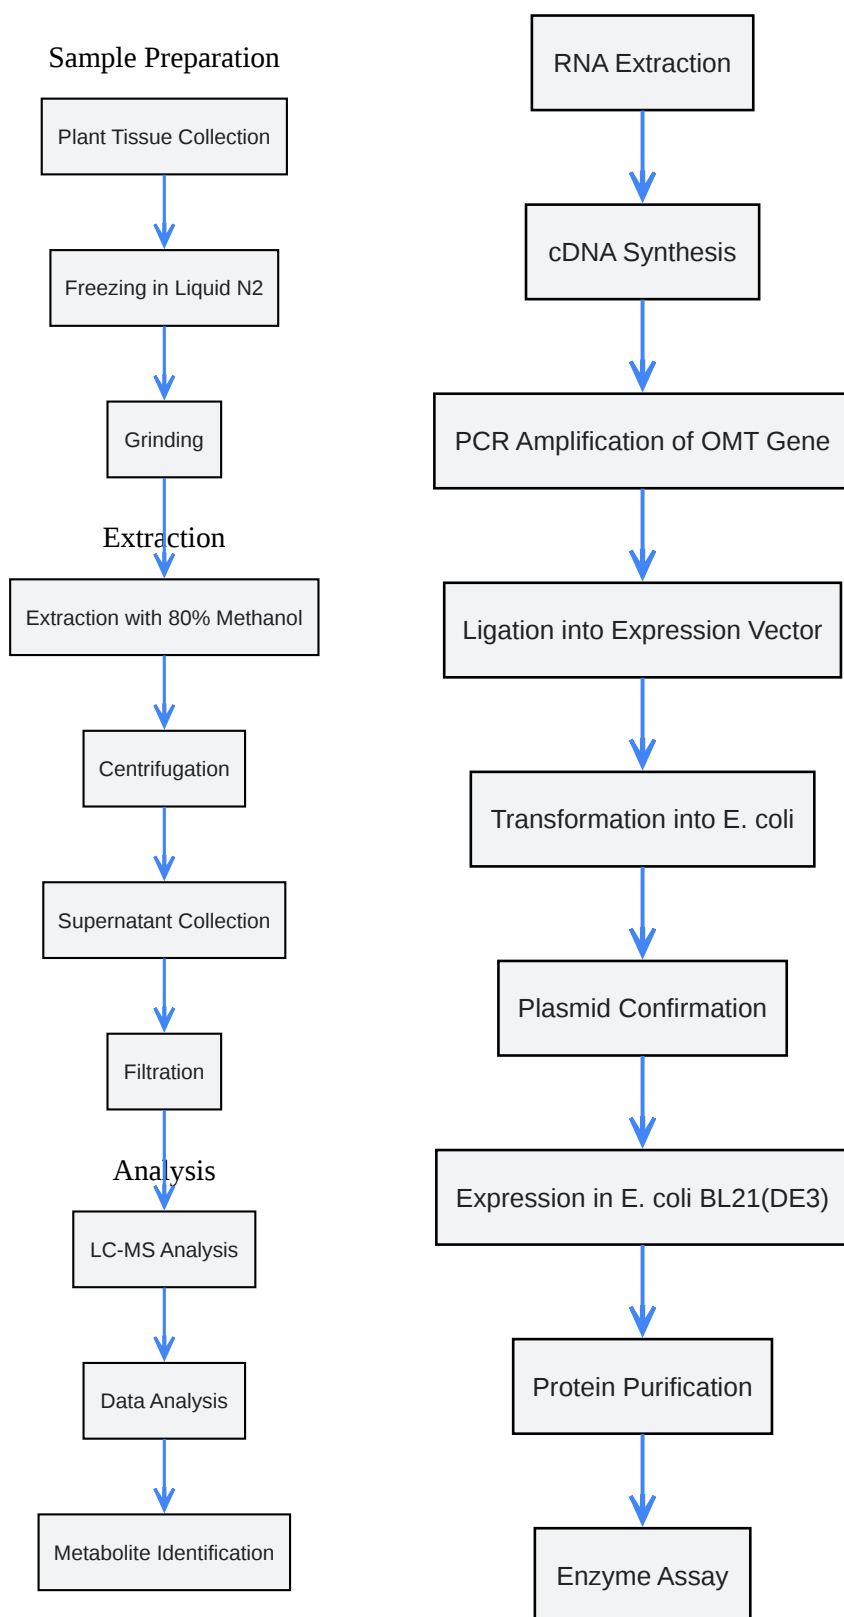 Sample Preparation
Plant Tissue Collection
Freezing in Liquid N2
Grinding
Extraction
Extraction with 80% Methanol
Centrifugation
Supernatant Collection
Filtration
Analysis
LC-MS Analysis
Data Analysis
Metabolite Identification
RNA Extraction
cDNA Synthesis
PCR Amplification of OMT Gene
Ligation into Expression Vector
Transformation into E. coli
Plasmid Confirmation
Expression in E. coli BL21(DE3)
Protein Purification
Enzyme Assay